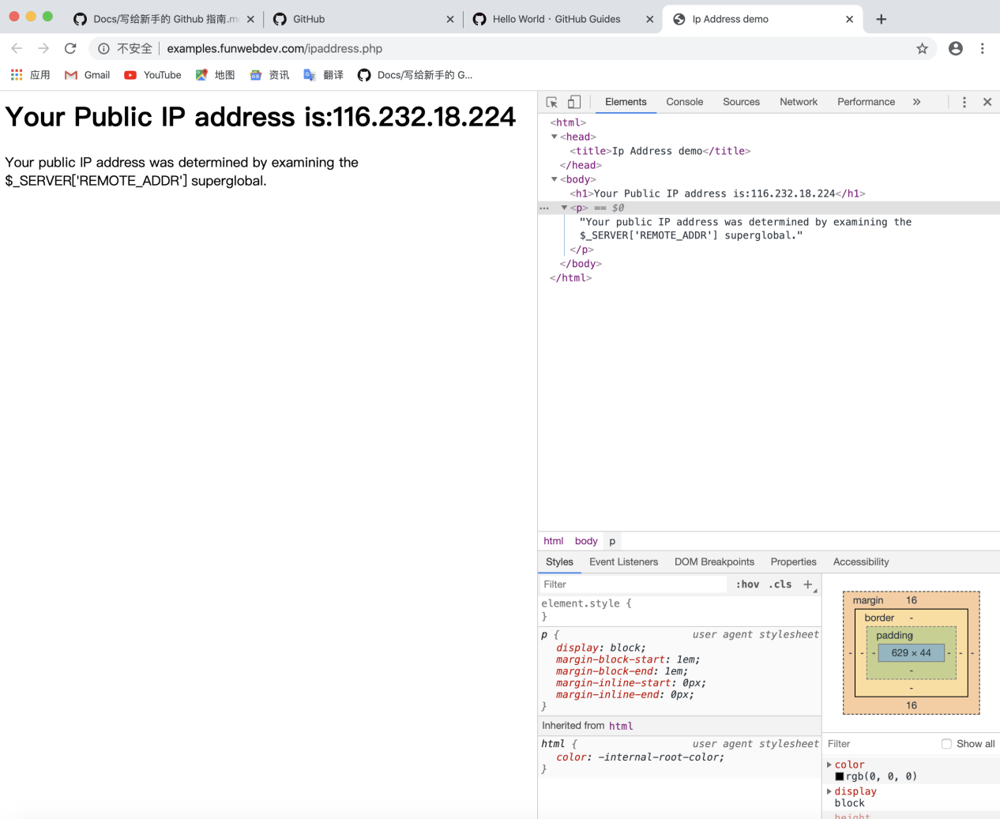 Docs/写给新手的 Github 指南.m
GitHub
Hello World · GitHub Guides
Ip Address demo
不安全
examples.funwebdev.com/ipaddress.php
应用
Gmail
YouTube
地图
资讯
翻译
Docs/写给新手的 G...
Your Public IP address is:116.232.18.224
Your public IP address was determined by examining the
$_SERVER['REMOTE_ADDR'] superglobal.
Elements Console Sources Network Performance »
<html>
<head>
<title>Ip Address demo</title>
</head>
<body>
<h1>Your Public IP address is:116.232.18.224</h1>
... <p> == $0
"Your public IP address was determined by examining the
$_SERVER['REMOTE_ADDR'] superglobal."
</p>
</body>
</html>
html body p
Styles Event Listeners DOM Breakpoints Properties Accessibility
Filter :hov .cls +
element.style {
}
p { user agent stylesheet
display: block;
margin-block-start: 1em;
margin-block-end: 1em;
margin-inline-start: 0px;
margin-inline-end: 0px;
}
Inherited from html
html { user agent stylesheet
color: -internal-root-color;
}
margin 16
border -
padding -
- - - 629 × 44 - - -
-
-
16
Filter Show all
color
rgb(0, 0, 0)
display
block
height